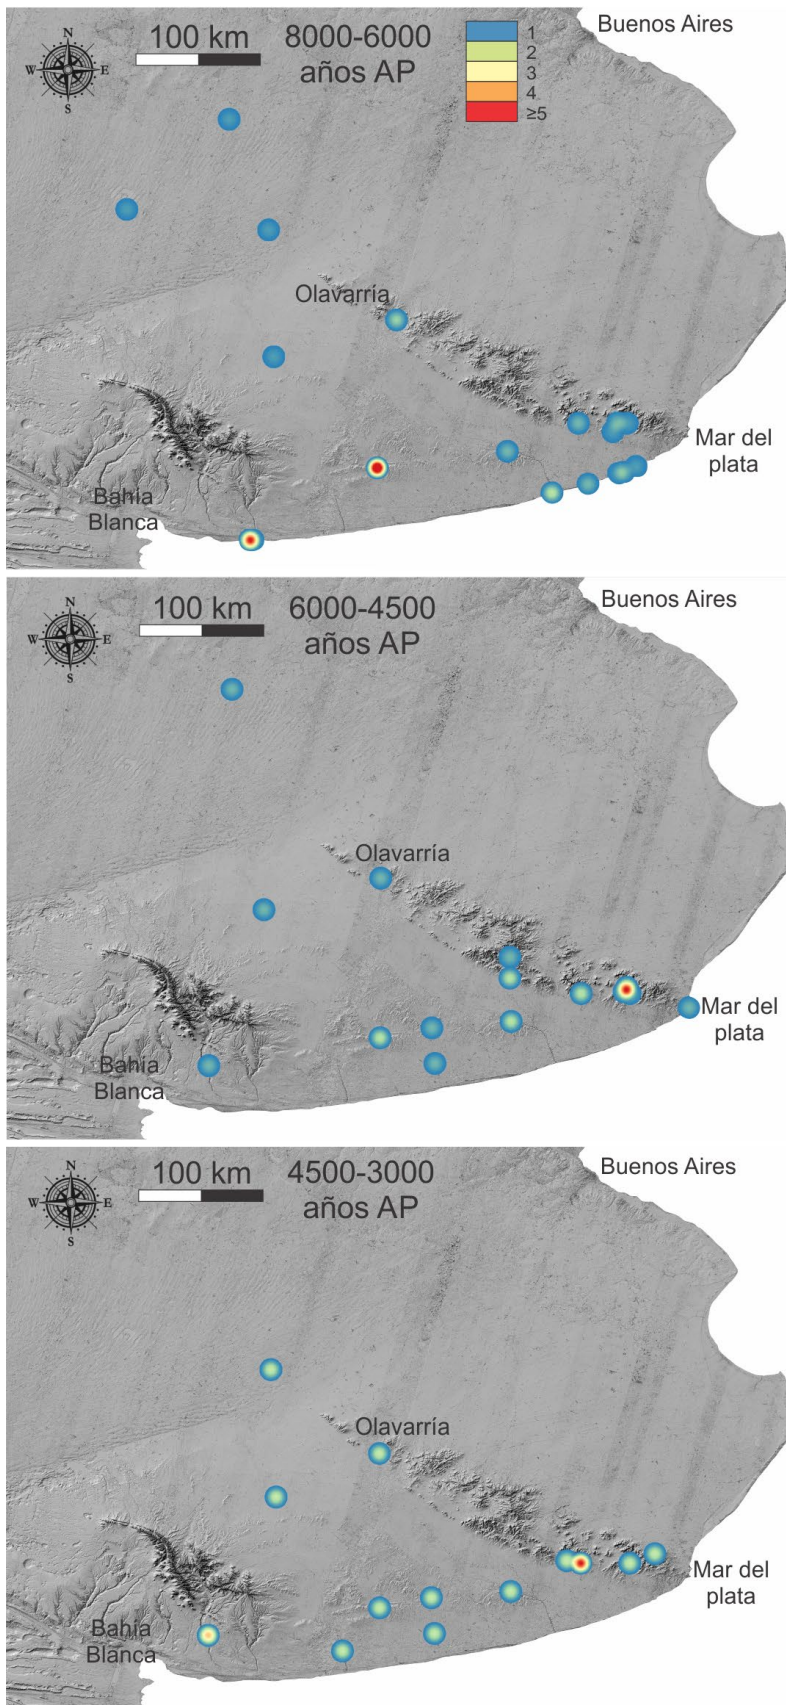 N
W E
S
100 km
8000-6000
años AP
1
2
3
4
≥5
Buenos Aires
Olavarría
Mar del
plata
Bahía
Blanca
N
W E
S
100 km
6000-4500
años AP
Buenos Aires
Olavarría
Mar del
plata
Bahía
Blanca
N
W E
S
100 km
4500-3000
años AP
Buenos Aires
Olavarría
Mar del
plata
Bahía
Blanca